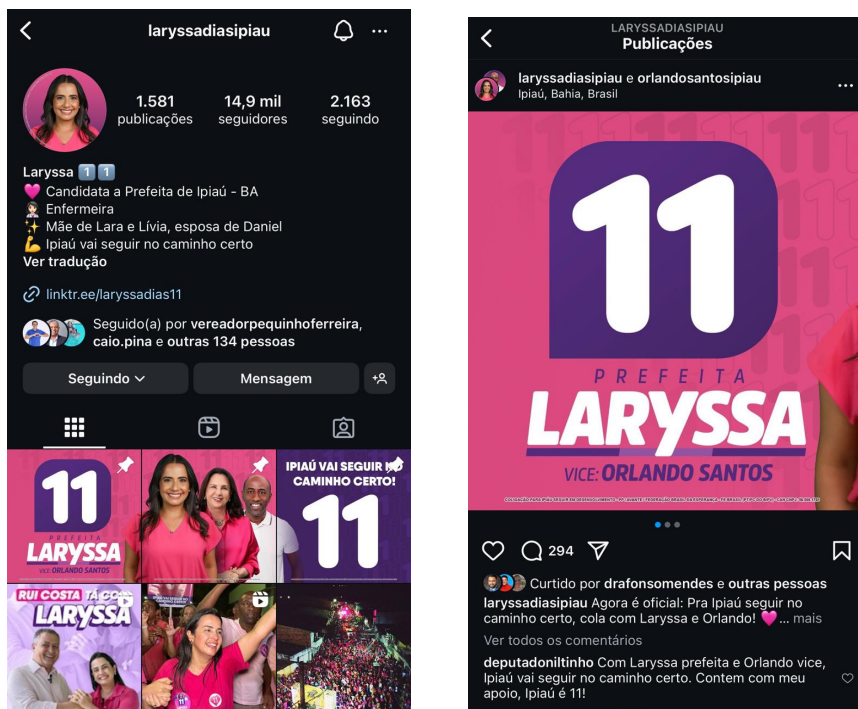 laryssadiasipiau
1.581
publicações
14,9 mil
seguidores
2.163
seguindo
Laryssa 1️⃣1️⃣
🩷 Candidata a Prefeita de Ipiaú - BA
👩🏻‍⚕️ Enfermeira
✨ Mãe de Lara e Lívia, esposa de Daniel
💪 Ipiaú vai seguir no caminho certo
Ver tradução
linktr.ee/laryssadias11
Seguido(a) por vereadorpequinhoferreira,
caio.pina e outras 134 pessoas
Seguindo
Mensagem
11
PREFEITA
LARYSSA
VICE: ORLANDO SANTOS
IPIAÚ VAI SEGUIR NO
CAMINHO CERTO!
11
RUI COSTA TÁ COM
LARYSSA
LARYSSADIASIPIAU
Publicações
laryssadiasipiau e orlandosantosipiau
Ipiaú, Bahia, Brasil
11
PREFEITA
LARYSSA
VICE: ORLANDO SANTOS
294
Curtido por drafonsomendes e outras pessoas
laryssadiasipiau Agora é oficial: Pra Ipiaú seguir no
caminho certo, cola com Laryssa e Orlando! 🩷... mais
Ver todos os comentários
deputadoniltinho Com Laryssa prefeita e Orlando vice,
Ipiaú vai seguir no caminho certo. Contem com meu
apoio, Ipiaú é 11!